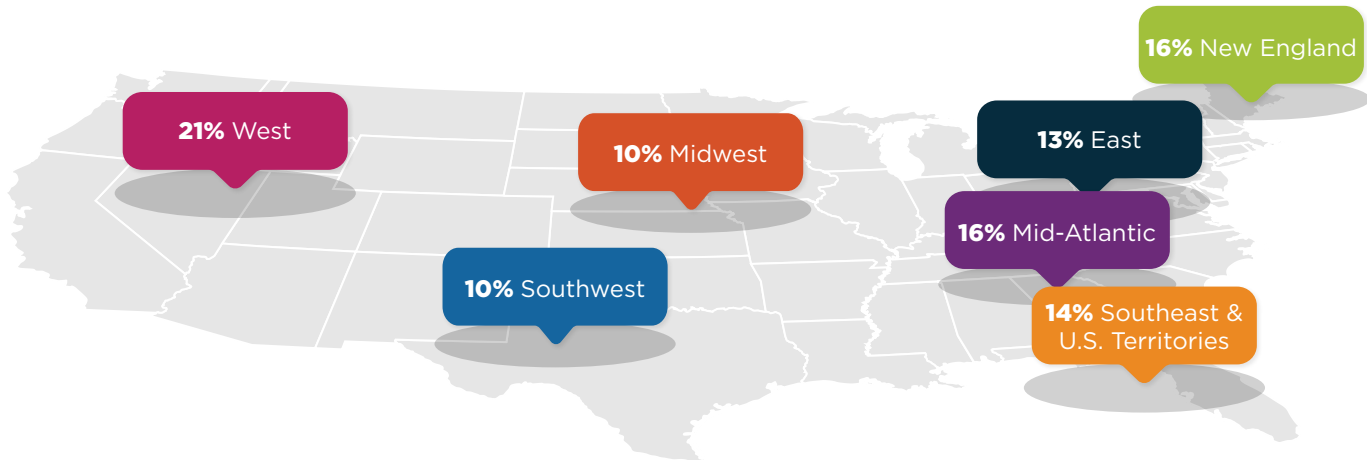 16% New England
21% West
13% East
10% Midwest
16% Mid-Atlantic
10% Southwest
14% Southeast &
U.S. Territories